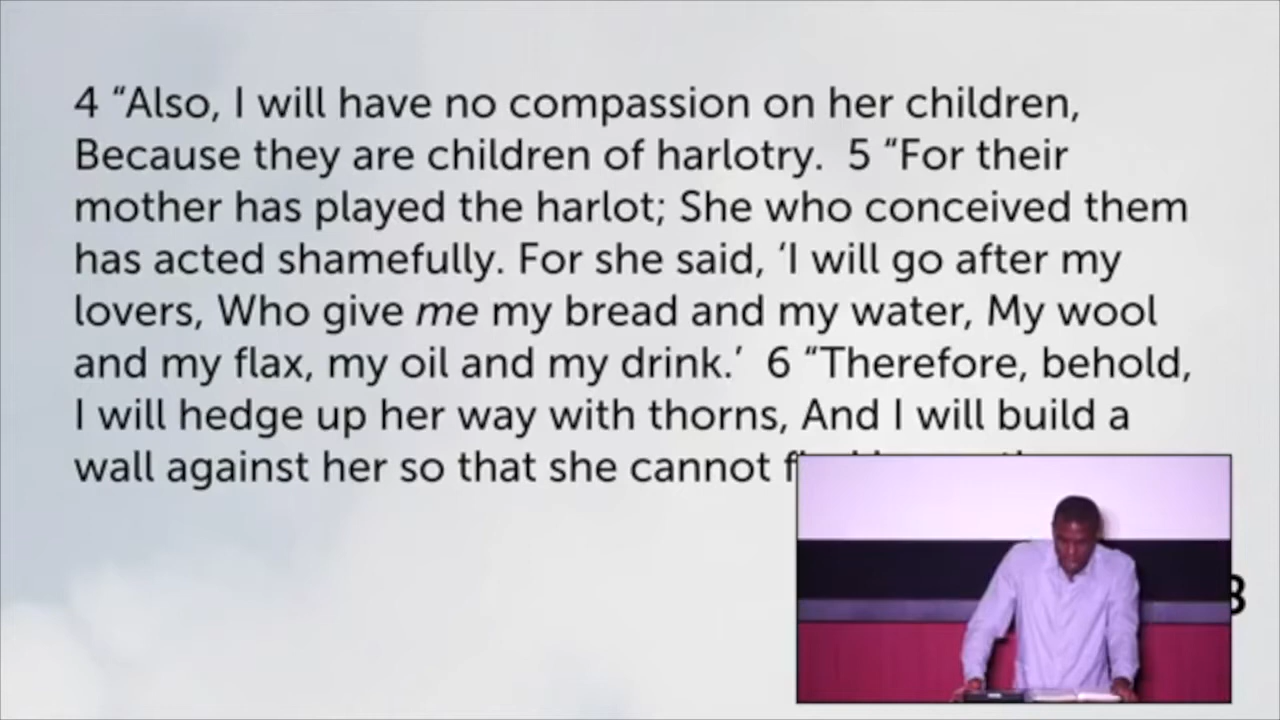 4 “Also, I will have no compassion on her children,
Because they are children of harlotry.  5 “For their
mother has played the harlot; She who conceived them
has acted shamefully. For she said, ‘I will go after my
lovers, Who give me my bread and my water, My wool
and my flax, my oil and my drink.’  6 “Therefore, behold,
I will hedge up her way with thorns, And I will build a
wall against her so that she cannot